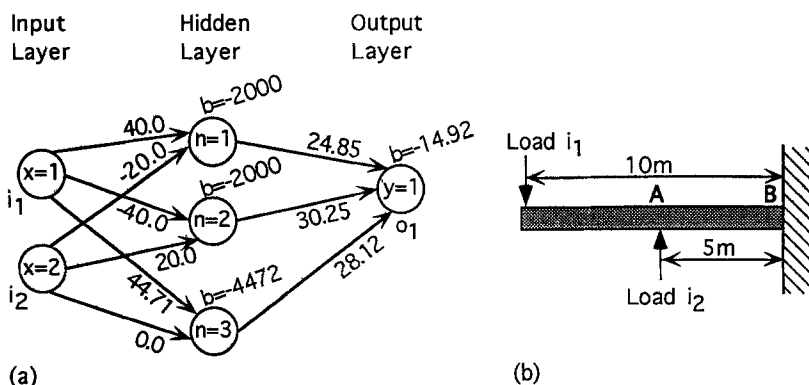 Input Layer
Hidden Layer
Output Layer
b=-2000
40.0
n=1
24.85
b=-14.92
x=1
i1
-20.0
b=-2000
-40.0
n=2
30.25
y=1
o1
x=2
i2
20.0
44.71
b=-4472
28.12
0.0
n=3
(a)
Load i1
10m
A
B
5m
Load i2
(b)